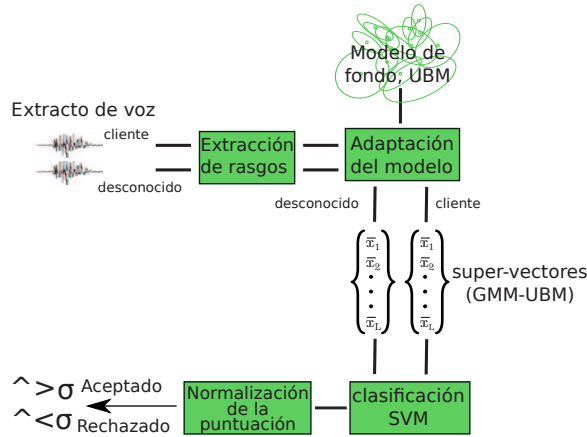 Modelo de
fondo, UBM
Extracto de voz
cliente
desconocido
Extracción
de rasgos
Adaptación
del modelo
desconocido
cliente
x̅₁
x̅₂
x̅L
x̅₁
x̅₂
x̅L
super-vectores
(GMM-UBM)
^>σ Aceptado
^<σ Rechazado
Normalización
de la
puntuación
clasificación
SVM